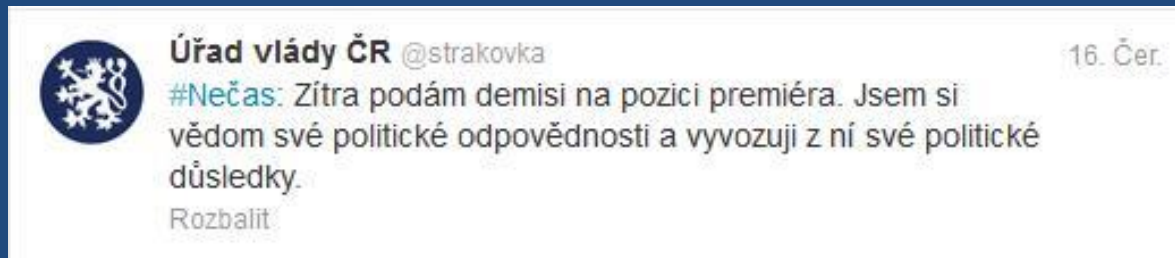 Úřad vlády ČR @strakovka 16. Čer.
#Nečas: Zítra podám demisi na pozici premiéra. Jsem si
vědom své politické odpovědnosti a vyvozuji z ní své politické
důsledky.
Rozbalit